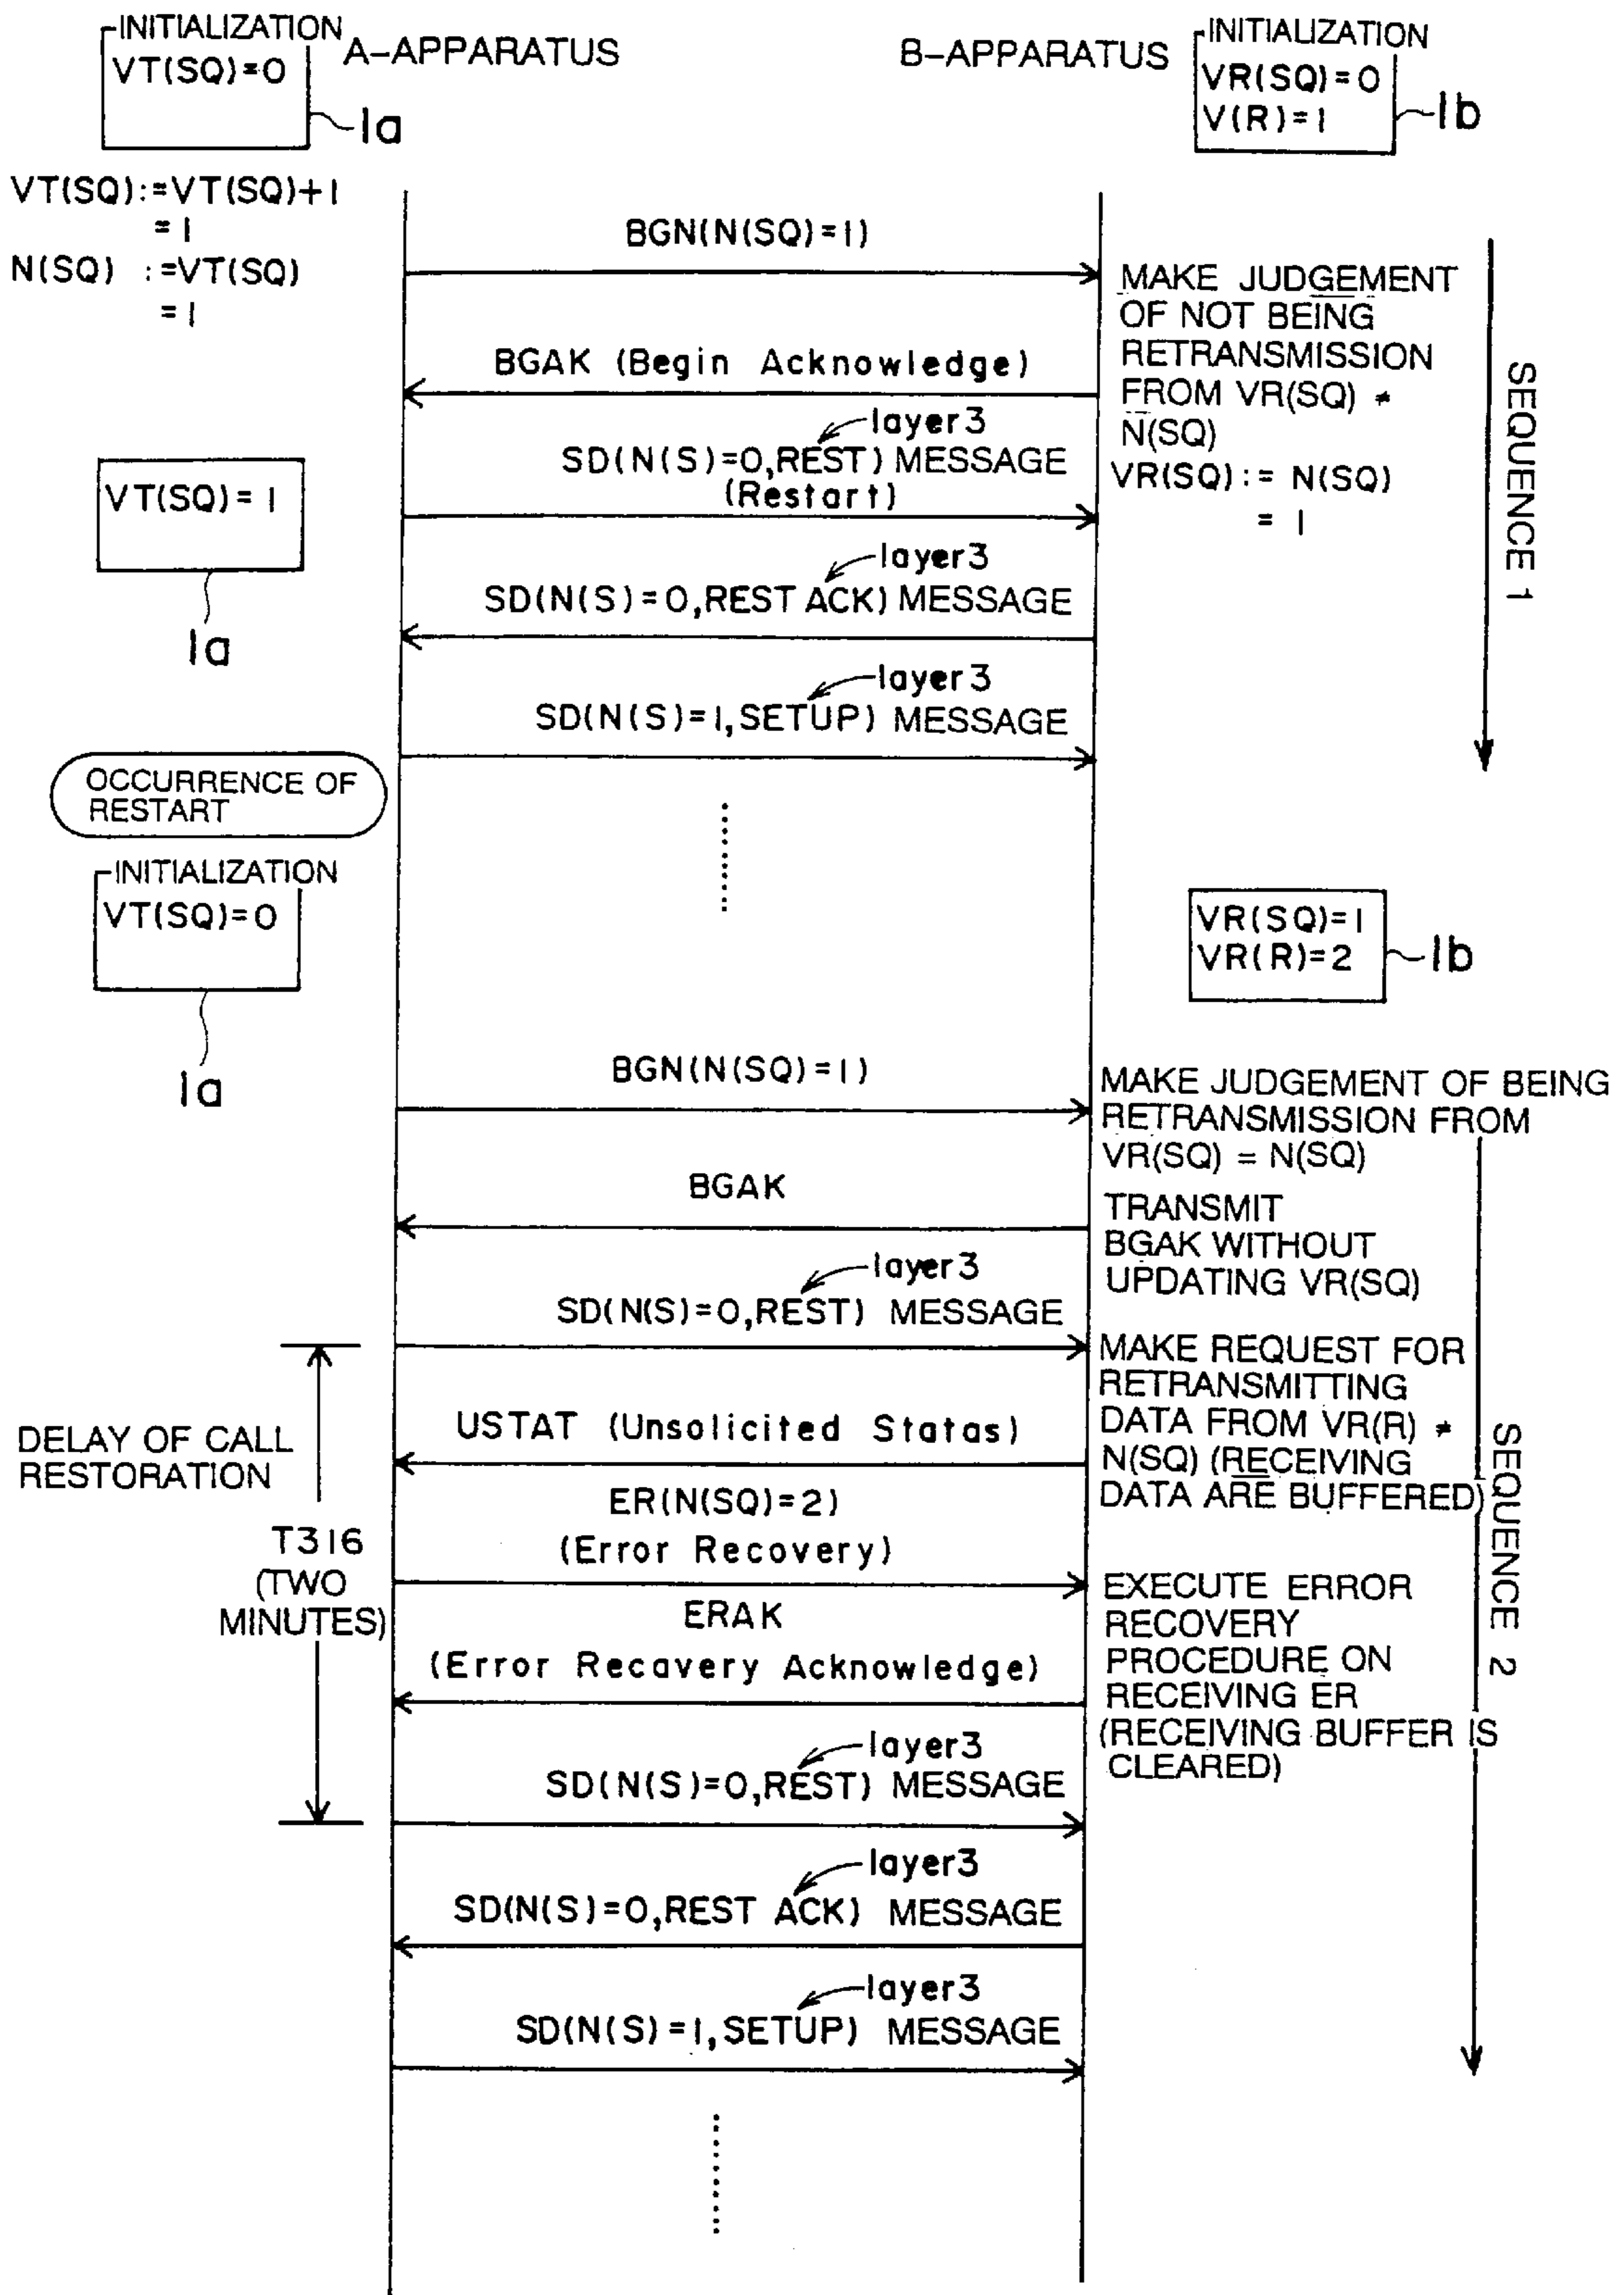 INITIALIZATION
VT(SQ)=0
1a
A-APPARATUS
B-APPARATUS
INITIALIZATION
VR(SQ)=0
V(R)=1
1b
VT(SQ):=VT(SQ)+1
=1
N(SQ) :=VT(SQ)
=1
BGN(N(SQ)=1)
MAKE JUDGEMENT
OF NOT BEING
RETRANSMISSION
FROM VR(SQ) ≠
N(SQ)
VR(SQ):= N(SQ)
= 1
SEQUENCE 1
BGAK (Begin Acknowledge)
layer3
SD(N(S)=0,REST) MESSAGE
(Restart)
VT(SQ)=1
1a
layer3
SD(N(S)=0,REST ACK) MESSAGE
layer3
SD(N(S)=1,SETUP) MESSAGE
OCCURRENCE OF
RESTART
INITIALIZATION
VT(SQ)=0
1a
VR(SQ)=1
VR(R)=2
1b
BGN(N(SQ)=1)
MAKE JUDGEMENT OF BEING
RETRANSMISSION FROM
VR(SQ) = N(SQ)
BGAK
TRANSMIT
BGAK WITHOUT
UPDATING VR(SQ)
layer3
SD(N(S)=0,REST) MESSAGE
MAKE REQUEST FOR
RETRANSMITTING
DATA FROM VR(R) ≠
N(SQ) (RECEIVING
DATA ARE BUFFERED)
SEQUENCE 2
DELAY OF CALL
RESTORATION
USTAT (Unsolicited Statas)
ER(N(SQ)=2)
(Error Recovery)
T316
(TWO
MINUTES)
EXECUTE ERROR
RECOVERY
PROCEDURE ON
RECEIVING ER
(RECEIVING BUFFER IS
CLEARED)
ERAK
(Error Recavery Acknowledge)
layer3
SD(N(S)=0,REST) MESSAGE
layer3
SD(N(S)=0,REST ACK) MESSAGE
layer3
SD(N(S)=1,SETUP) MESSAGE